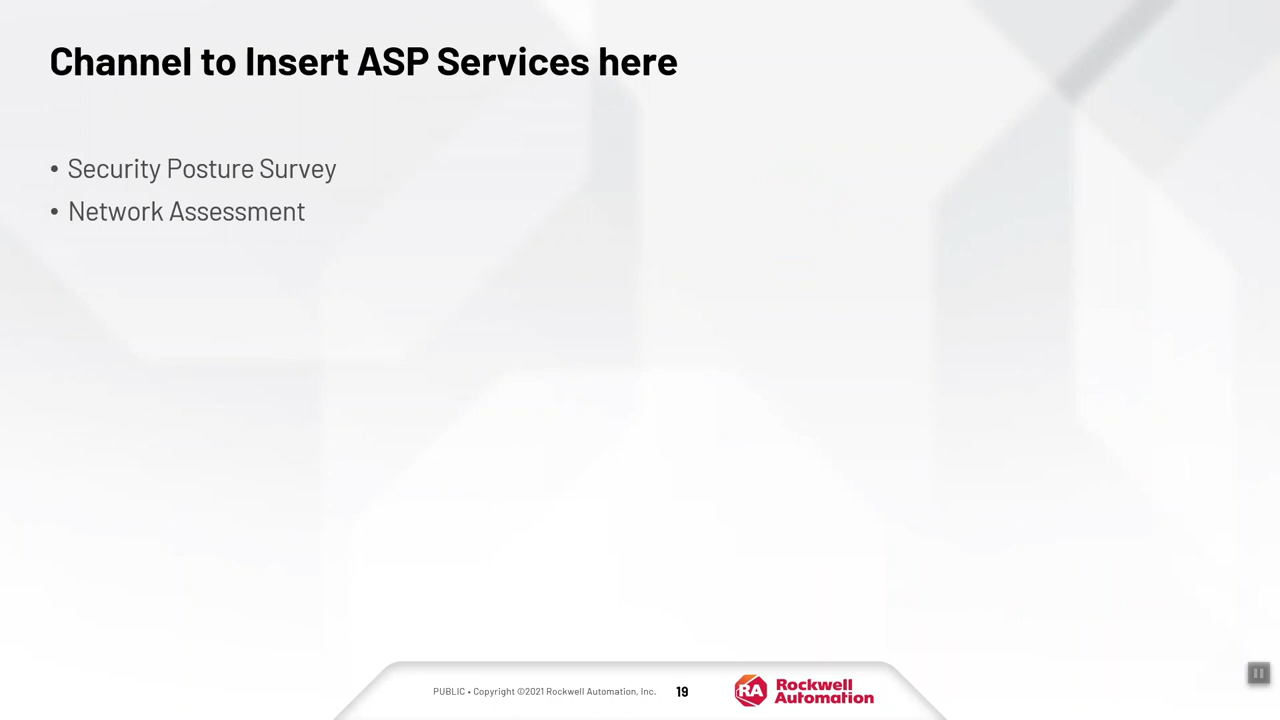 Channel to Insert ASP Services here
• Security Posture Survey
• Network Assessment
PUBLIC • Copyright ©2021 Rockwell Automation, Inc. 19
RA Rockwell
Automation